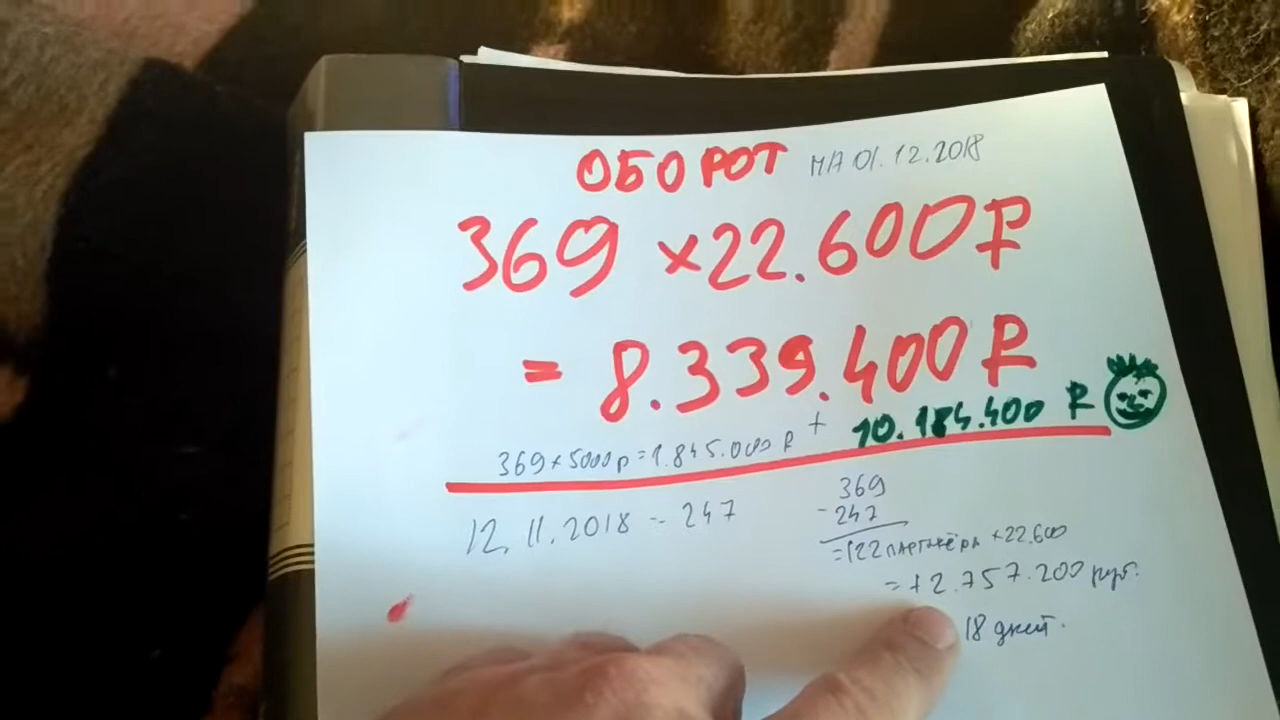 ОБОРОТ НА 01.12.2018
369 × 22.600 ₽
= 8.339.400 ₽
369 × 5000 р = 1.845.000 ₽ + 10.184.400 ₽
12.11.2018 - 247
369
- 247
= 122 партнёра × 22.600
= + 2.757.200 руб.
18 дней.